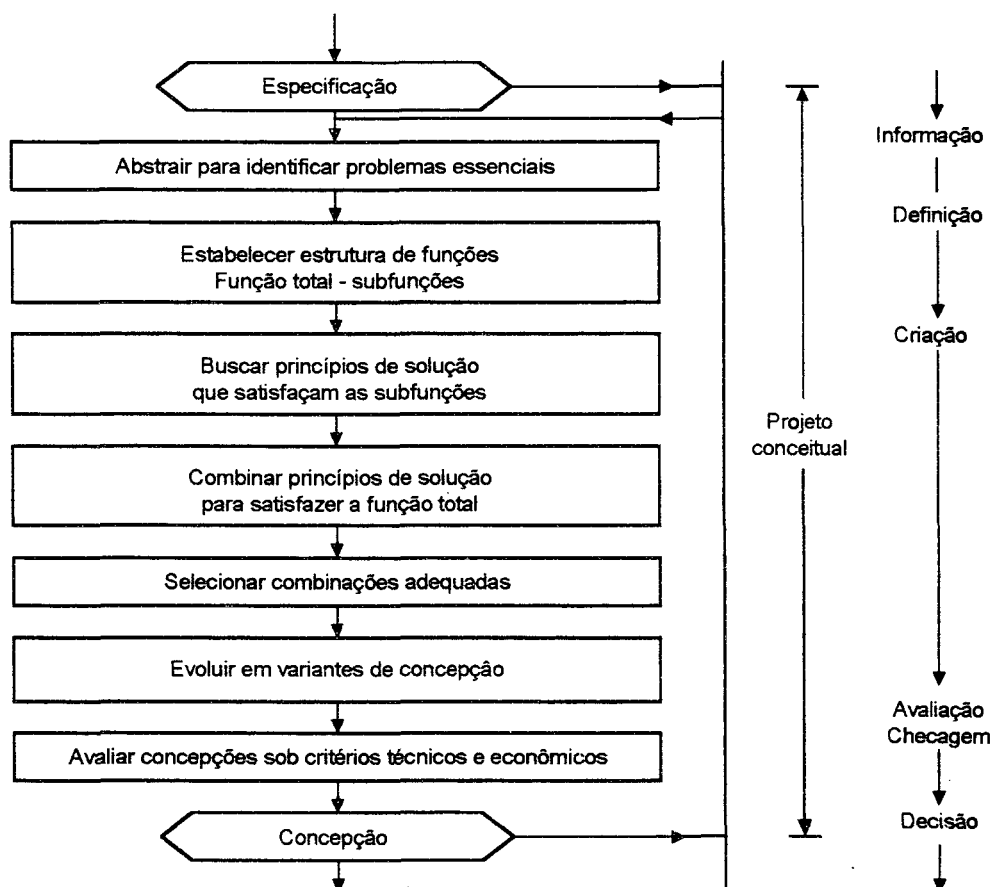 Especificação
Abstrair para identificar problemas essenciais
Estabelecer estrutura de funções
Função total - subfunções
Buscar princípios de solução
que satisfaçam as subfunções
Combinar princípios de solução
para satisfazer a função total
Selecionar combinações adequadas
Evoluir em variantes de concepção
Avaliar concepções sob critérios técnicos e econômicos
Concepção
Projeto
conceitual
Informação
Definição
Criação
Avaliação
Checagem
Decisão